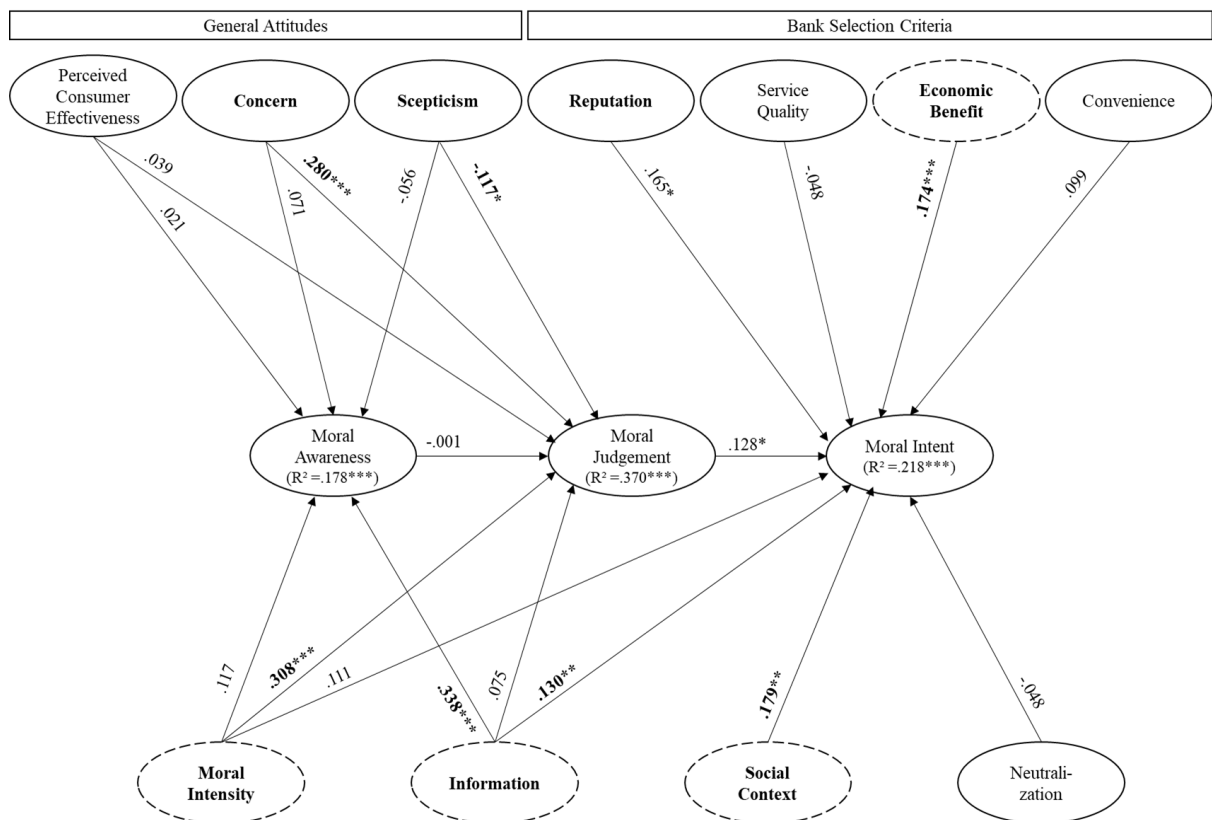 General Attitudes
Bank Selection Criteria
Perceived
Consumer
Effectiveness
Concern
Scepticism
Reputation
Service
Quality
Economic
Benefit
Convenience
.039
.021
.280***
.071
-.056
-.117*
.165*
-.048
.174***
.099
Moral
Awareness
(R² =.178***)
-.001
Moral
Judgement
(R² =.370***)
.128*
Moral Intent
(R² =.218***)
.117
.308***
.111
.338***
.075
.130**
.179**
-.048
Moral
Intensity
Information
Social
Context
Neutrali-
zation